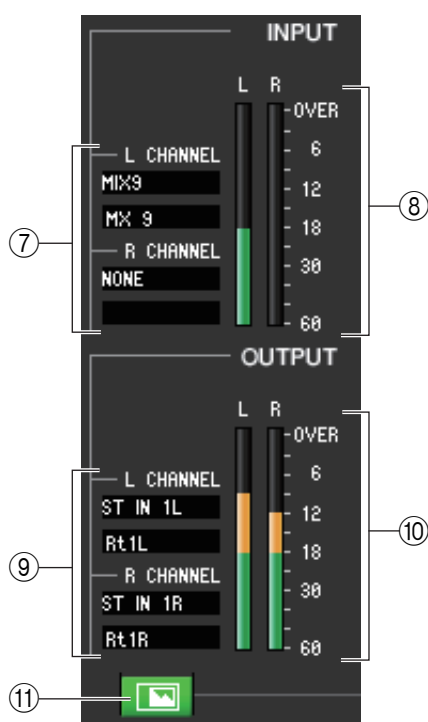 INPUT
L R
OVER
6
12
18
30
60
L CHANNEL
MIX9
MX 9
R CHANNEL
NONE
⑦
⑧
OUTPUT
L R
OVER
6
12
18
30
60
L CHANNEL
ST IN 1L
Rt1L
R CHANNEL
ST IN 1R
Rt1R
⑨
⑩
⑪